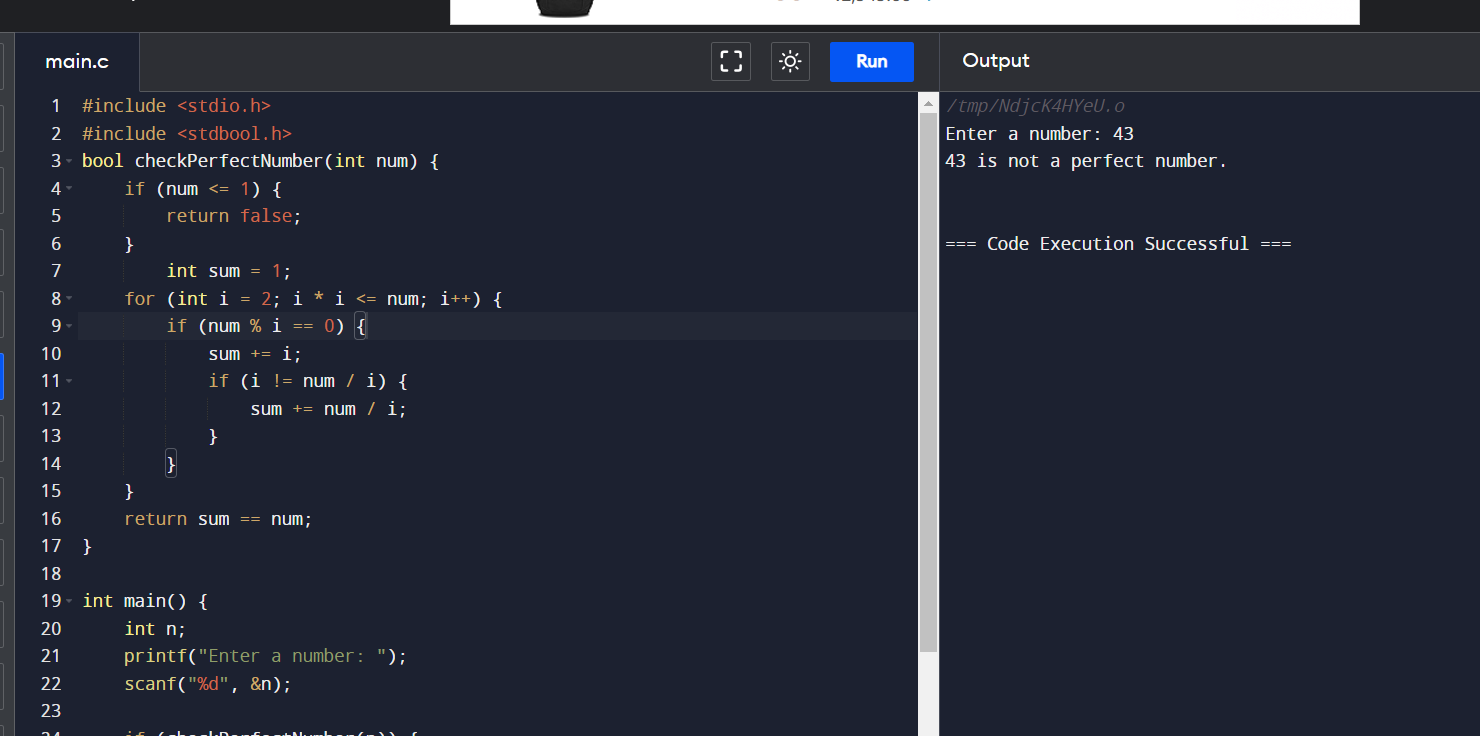 main.c
Run
Output
1 #include <stdio.h>
2 #include <stdbool.h>
3 bool checkPerfectNumber(int num) {
4 if (num <= 1) {
5 return false;
6 }
7 int sum = 1;
8 for (int i = 2; i * i <= num; i++) {
9 if (num % i == 0) {
10 sum += i;
11 if (i != num / i) {
12 sum += num / i;
13 }
14 }
15 }
16 return sum == num;
17 }
18
19 int main() {
20 int n;
21 printf("Enter a number: ");
22 scanf("%d", &n);
23
24 if (checkPerfectNumber(n)) {
/tmp/NdjcK4HYeU.o
Enter a number: 43
43 is not a perfect number.
=== Code Execution Successful ===